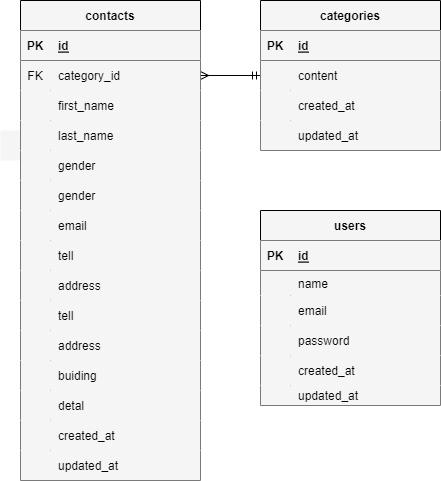 contacts
PK id
FK category_id
first_name
last_name
gender
gender
email
tell
address
tell
address
buiding
detal
created_at
updated_at
categories
PK id
content
created_at
updated_at
users
PK id
name
email
password
created_at
updated_at